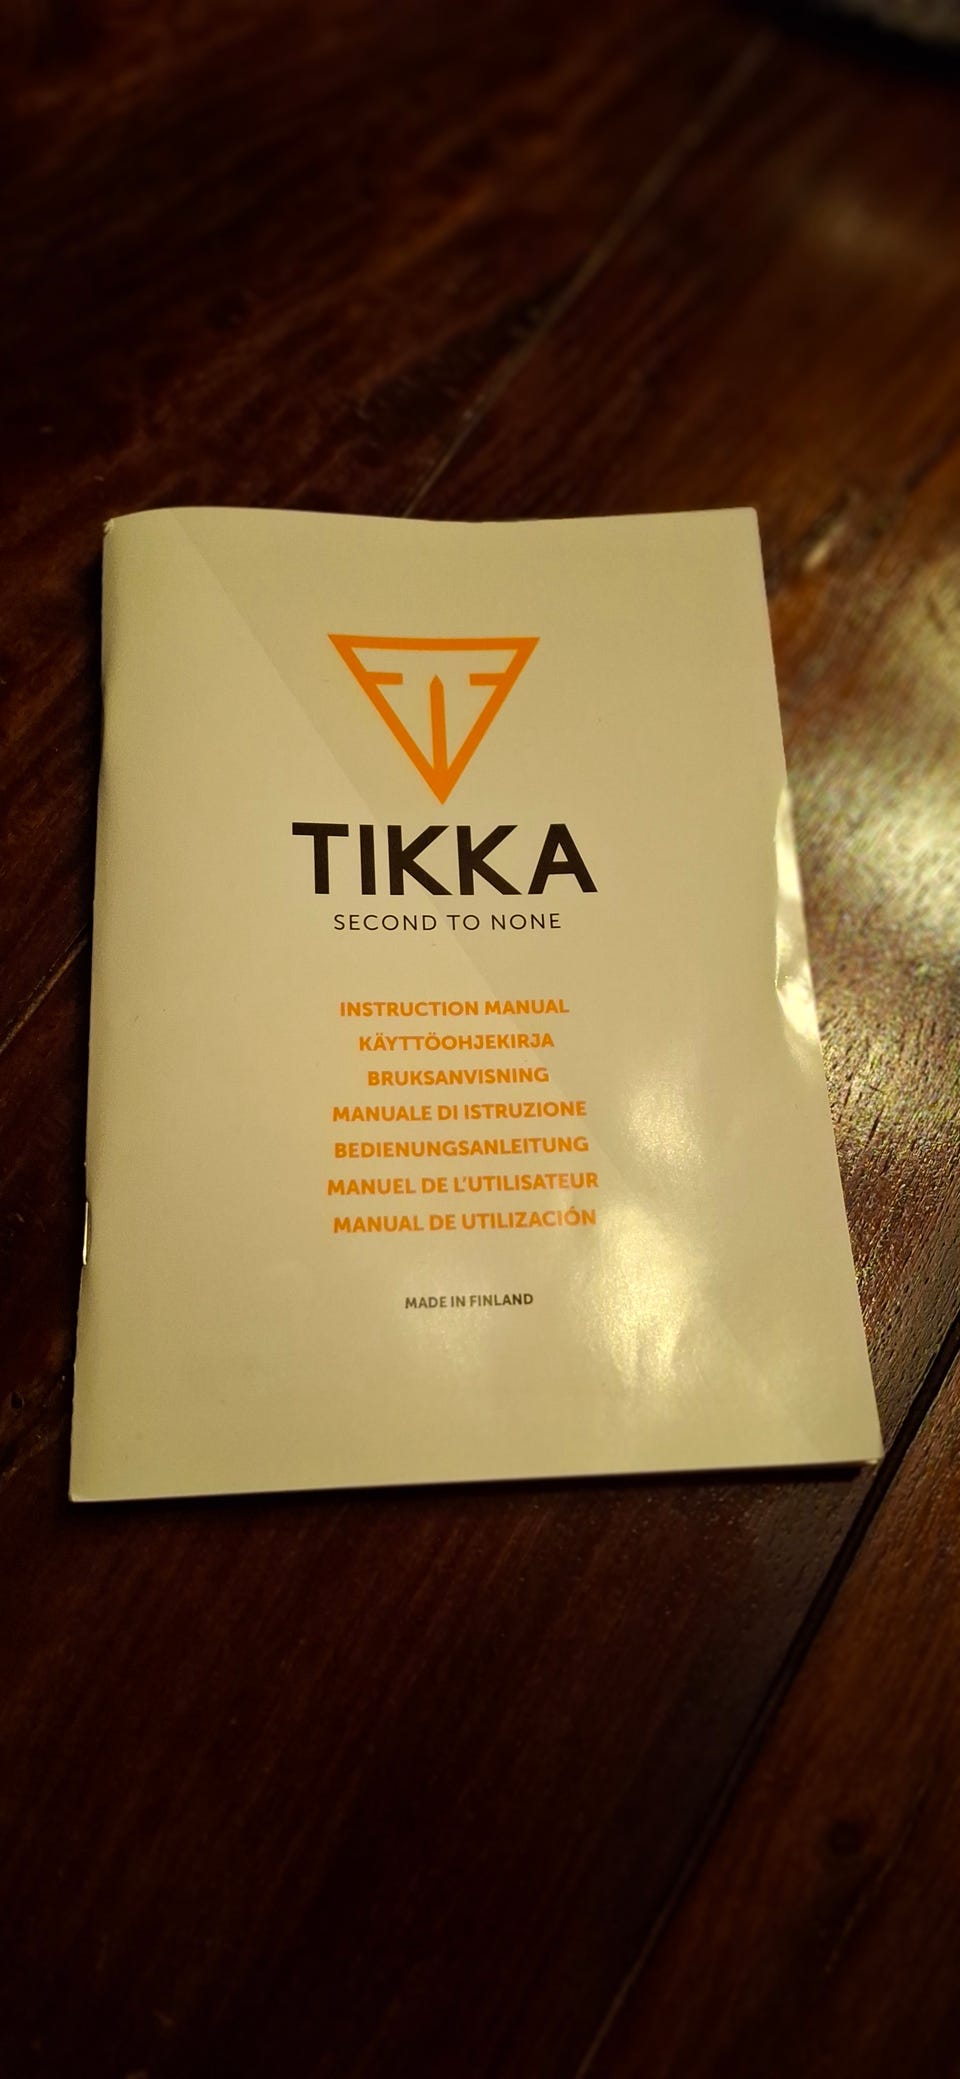 TIKKA
SECOND TO NONE
INSTRUCTION MANUAL
KÄYTTÖOHJEKIRJA
BRUKSANVISNING
MANUALE DI ISTRUZIONE
BEDIENUNGSANLEITUNG
MANUEL DE L'UTILISATEUR
MANUAL DE UTILIZACIÓN
MADE IN FINLAND